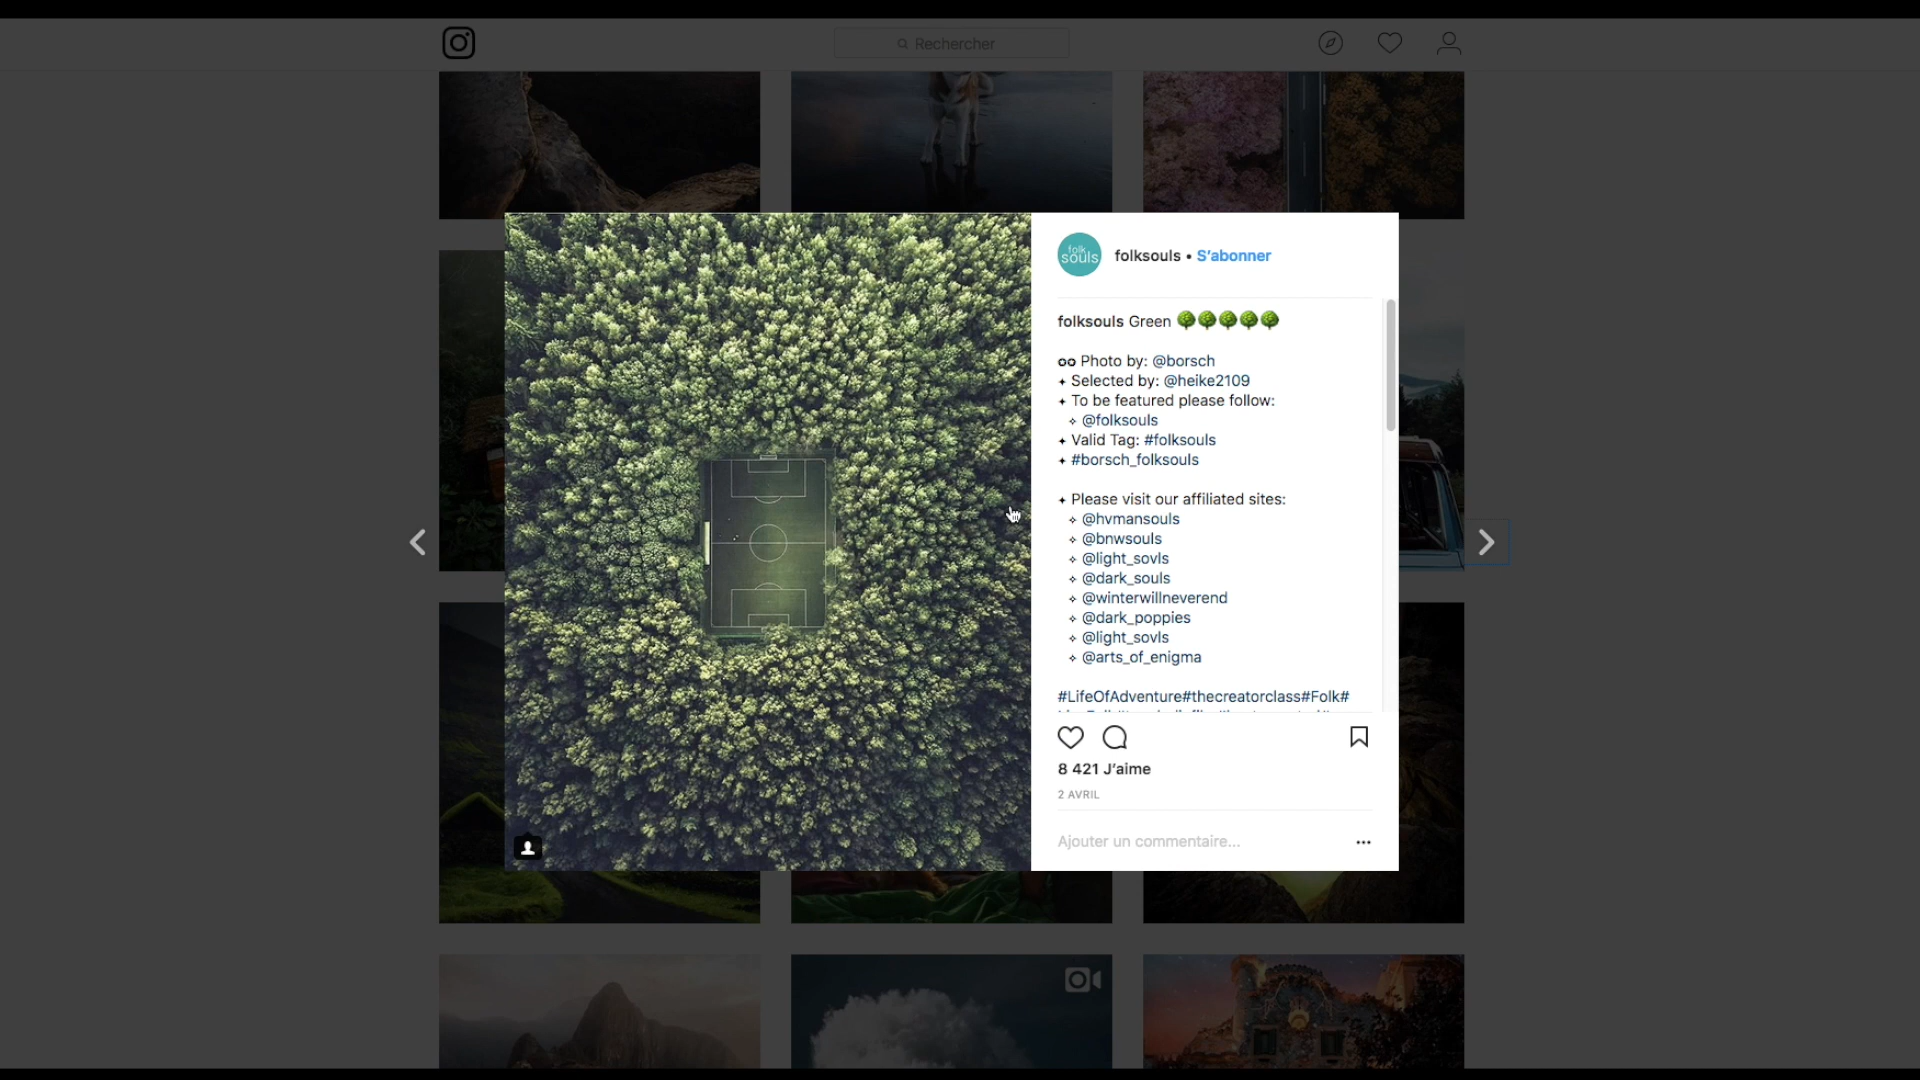 Rechercher
folk
souls
folksouls • S'abonner
folksouls Green 🌳🌳🌳🌳🌳
oo Photo by: @borsch
✦ Selected by: @heike2109
✦ To be featured please follow:
⟡ @folksouls
✦ Valid Tag: #folksouls
✦ #borsch_folksouls
✦ Please visit our affiliated sites:
⟡ @hvmansouls
⟡ @bnwsouls
⟡ @light_sovls
⟡ @dark_souls
⟡ @winterwillneverend
⟡ @dark_poppies
⟡ @light_sovls
⟡ @arts_of_enigma
#LifeOfAdventure#thecreatorclass#Folk#
8 421 J'aime
2 AVRIL
Ajouter un commentaire...